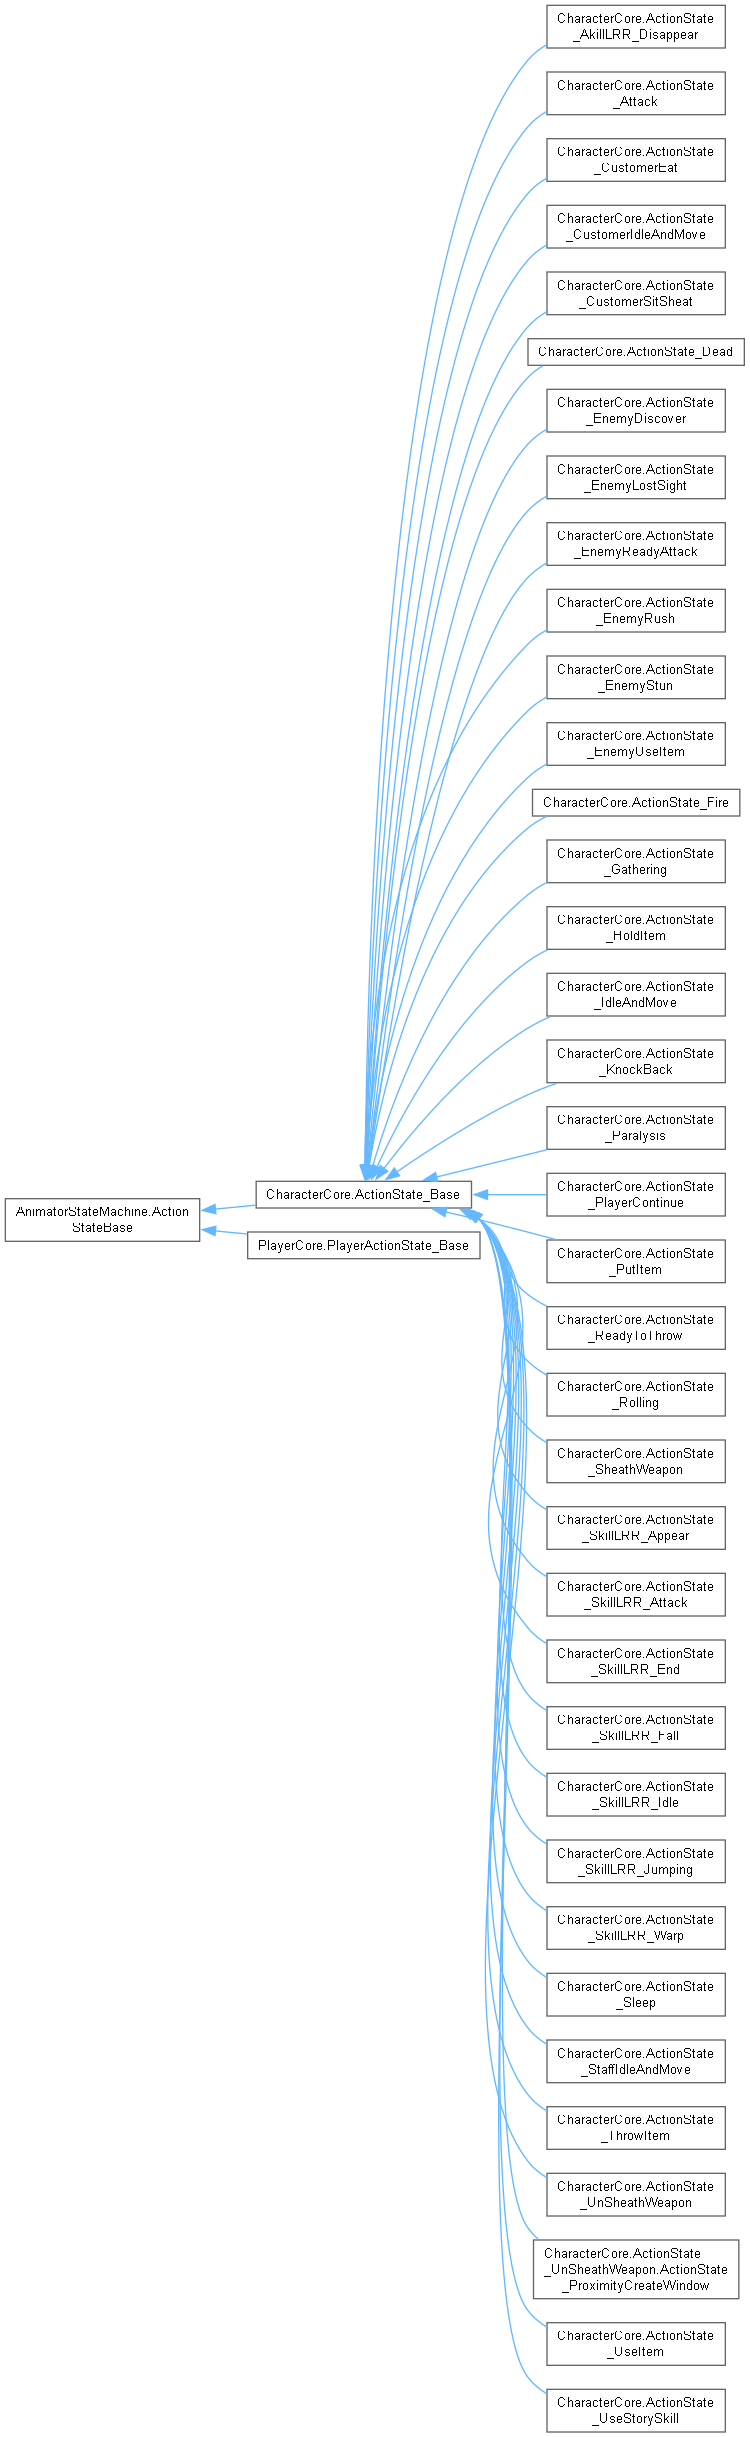 CharacterCore.ActionState
_AkillLRR_Disappear
CharacterCore.ActionState
_Attack
CharacterCore.ActionState
_CustomerEat
CharacterCore.ActionState
_CustomerIdleAndMove
CharacterCore.ActionState
_CustomerSitSheat
CharacterCore.ActionState_Dead
CharacterCore.ActionState
_EnemyDiscover
CharacterCore.ActionState
_EnemyLostSight
CharacterCore.ActionState
_EnemyReadyAttack
CharacterCore.ActionState
_EnemyRush
CharacterCore.ActionState
_EnemyStun
CharacterCore.ActionState
_EnemyUseItem
CharacterCore.ActionState_Fire
CharacterCore.ActionState
_Gathering
CharacterCore.ActionState
_HoldItem
CharacterCore.ActionState
_IdleAndMove
CharacterCore.ActionState
_KnockBack
CharacterCore.ActionState
_Paralysis
CharacterCore.ActionState_Base
CharacterCore.ActionState
_PlayerContinue
AnimatorStateMachine.Action
StateBase
PlayerCore.PlayerActionState_Base
CharacterCore.ActionState
_PutItem
CharacterCore.ActionState
_ReadyToThrow
CharacterCore.ActionState
_Rolling
CharacterCore.ActionState
_SheathWeapon
CharacterCore.ActionState
_SkillLRR_Appear
CharacterCore.ActionState
_SkillLRR_Attack
CharacterCore.ActionState
_SkillLRR_End
CharacterCore.ActionState
_SkillLRR_Fall
CharacterCore.ActionState
_SkillLRR_Idle
CharacterCore.ActionState
_SkillLRR_Jumping
CharacterCore.ActionState
_SkillLRR_Warp
CharacterCore.ActionState
_Sleep
CharacterCore.ActionState
_StaffIdleAndMove
CharacterCore.ActionState
_ThrowItem
CharacterCore.ActionState
_UnSheathWeapon
CharacterCore.ActionState
_UnSheathWeapon.ActionState
_ProximityCreateWindow
CharacterCore.ActionState
_UseItem
CharacterCore.ActionState
_UseStorySkill